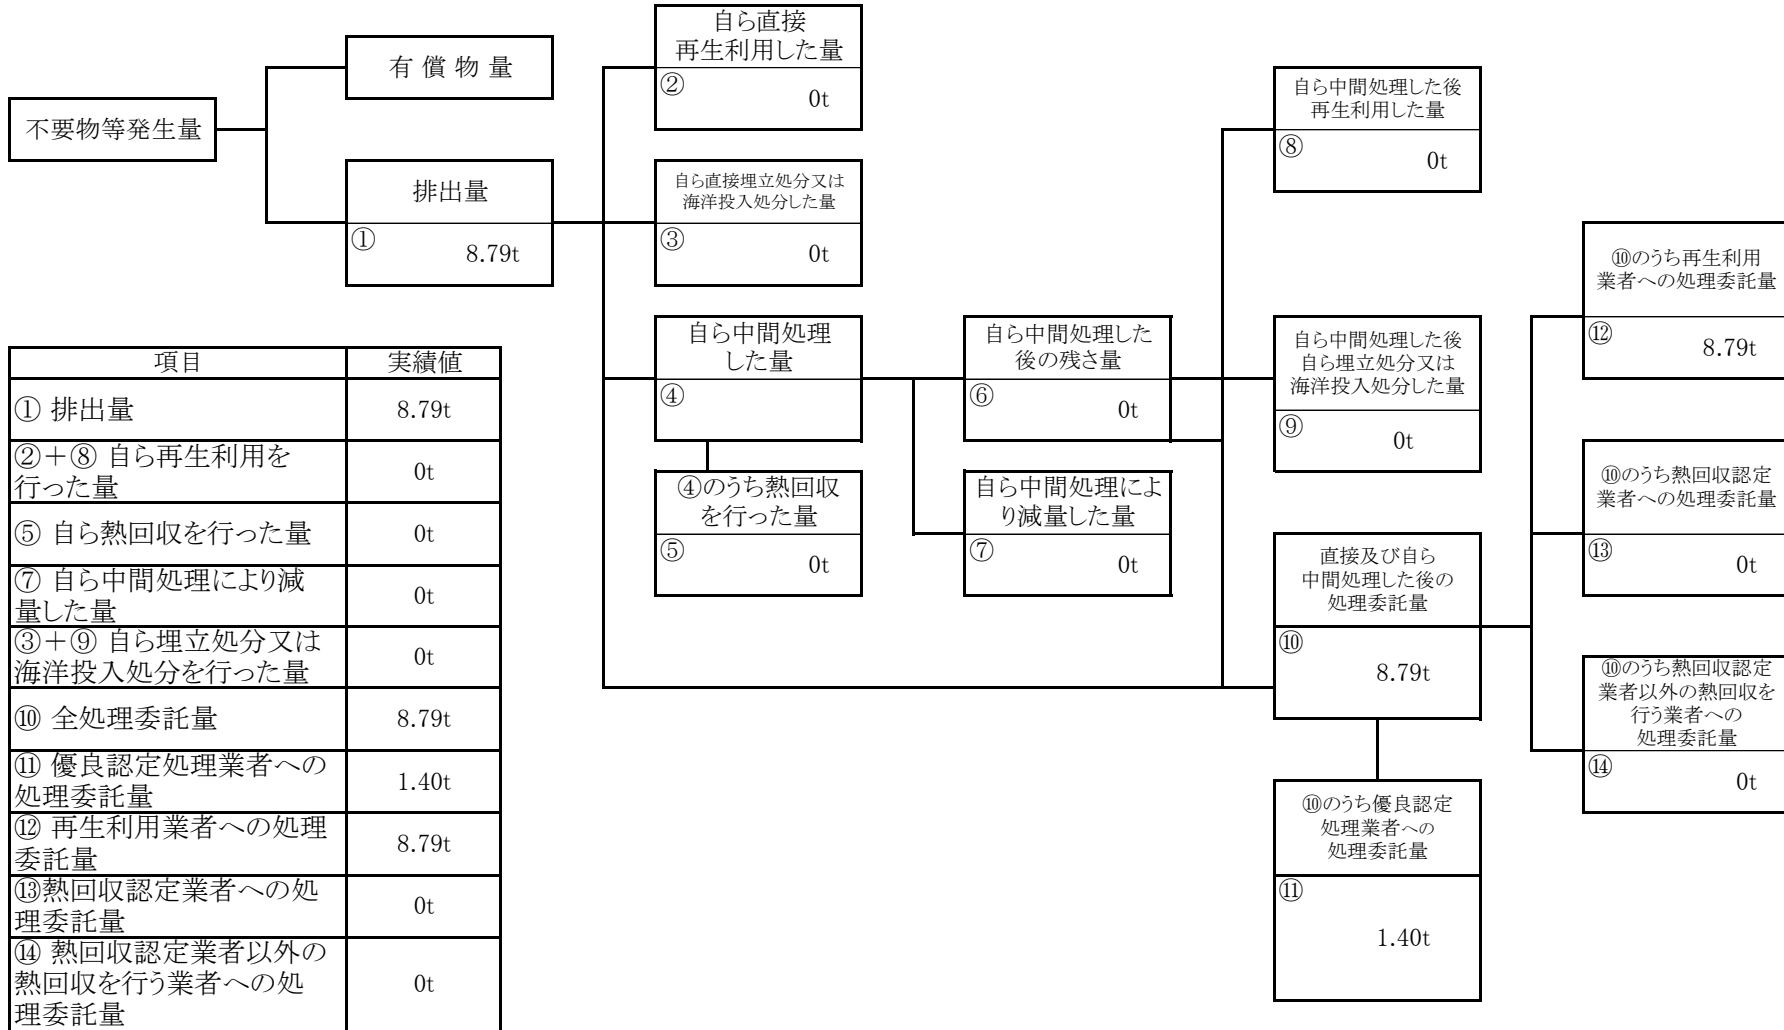 不要物等発生量
有 償 物 量
排出量
①
8.79t
自ら直接
再生利用した量
②
0t
自ら直接埋立処分又は
海洋投入処分した量
③
0t
自ら中間処理
した量
④
④のうち熱回収
を行った量
⑤
0t
自ら中間処理した
後の残さ量
⑥
0t
自ら中間処理によ
り減量した量
⑦
0t
自ら中間処理した後
再生利用した量
⑧
0t
自ら中間処理した後
自ら埋立処分又は
海洋投入処分した量
⑨
0t
直接及び自ら
中間処理した後の
処理委託量
⑩
8.79t
⑩のうち優良認定
処理業者への
処理委託量
⑪
1.40t
⑩のうち再生利用
業者への処理委託量
⑫
8.79t
⑩のうち熱回収認定
業者への処理委託量
⑬
0t
⑩のうち熱回収認定
業者以外の熱回収を
行う業者への
処理委託量
⑭
0t
項目 実績値
① 排出量 8.79t
②＋⑧ 自ら再生利用を
行った量 0t
⑤ 自ら熱回収を行った量 0t
⑦ 自ら中間処理により減
量した量 0t
③＋⑨ 自ら埋立処分又は
海洋投入処分を行った量 0t
⑩ 全処理委託量 8.79t
⑪ 優良認定処理業者への
処理委託量 1.40t
⑫ 再生利用業者への処理
委託量 8.79t
⑬熱回収認定業者への処
理委託量 0t
⑭ 熱回収認定業者以外の
熱回収を行う業者への処
理委託量 0t